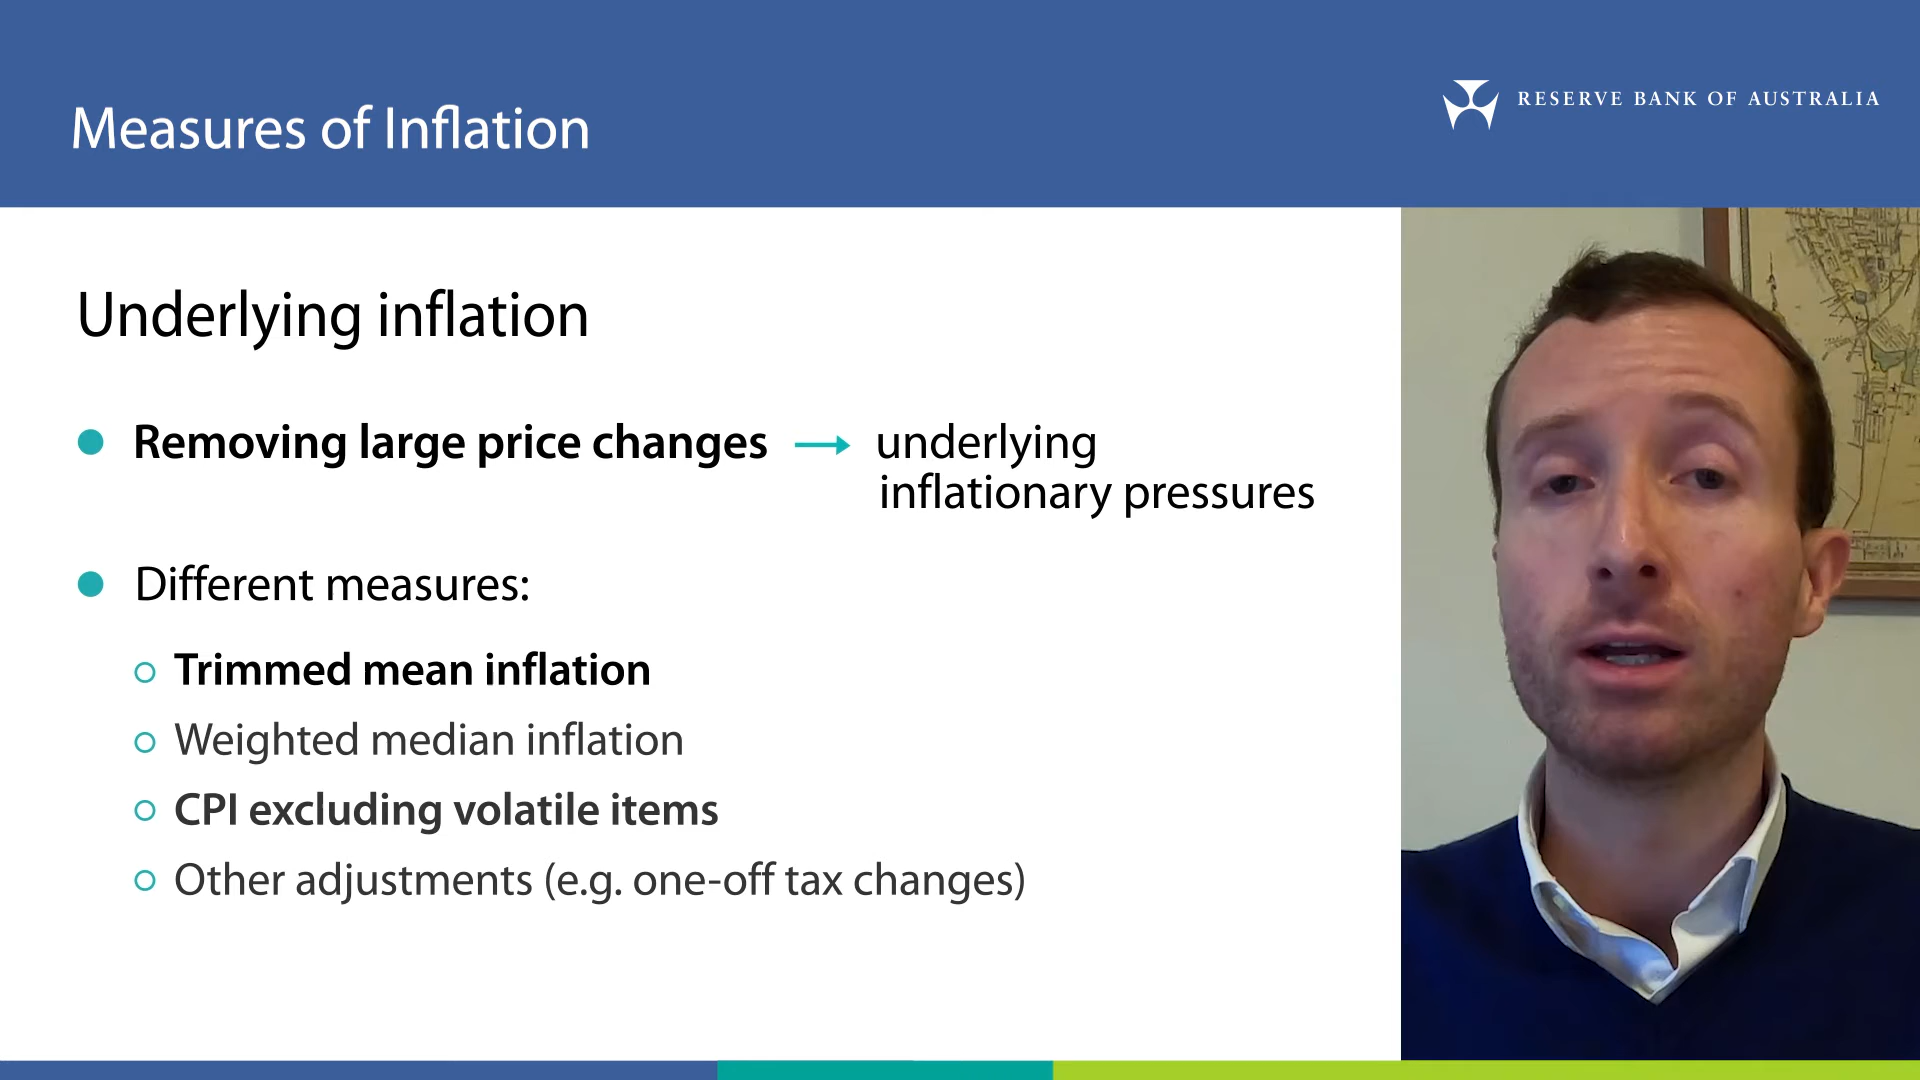 Measures of Inflation
RESERVE BANK OF AUSTRALIA
Underlying inflation
Removing large price changes → underlying
inflationary pressures
Different measures:
Trimmed mean inflation
Weighted median inflation
CPI excluding volatile items
Other adjustments (e.g. one-off tax changes)